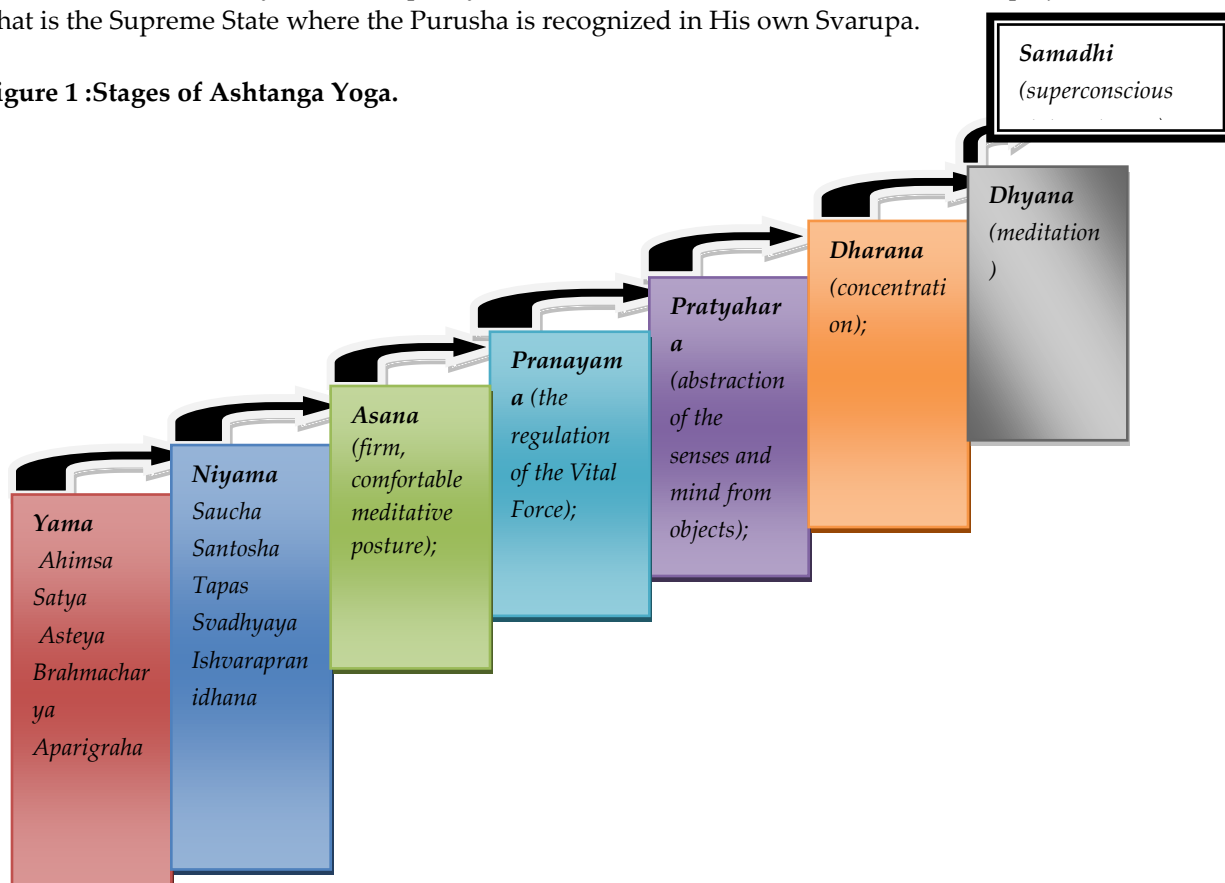 hat is the Supreme State where the Purusha is recognized in His own Svarupa.
igure 1 :Stages of Ashtanga Yoga.
Samadhi
(superconscious
Dhyana
(meditation
)
Dharana
(concentrati
on);
Pratyahar
a
(abstraction
of the
senses and
mind from
objects);
Pranayam
a (the
regulation
of the Vital
Force);
Asana
(firm,
comfortable
meditative
posture);
Niyama
Saucha
Santosha
Tapas
Svadhyaya
Ishvarapran
idhana
Yama
Ahimsa
Satya
Asteya
Brahmachar
ya
Aparigraha